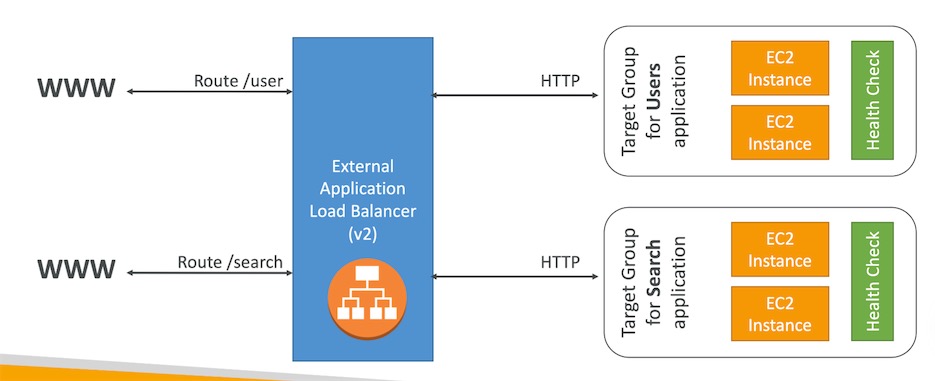 WWW
Route /user
External
Application
Load Balancer
(v2)
HTTP
Target Group
for Users
application
EC2
Instance
EC2
Instance
Health Check
WWW
Route /search
HTTP
Target Group
for Search
application
EC2
Instance
EC2
Instance
Health Check